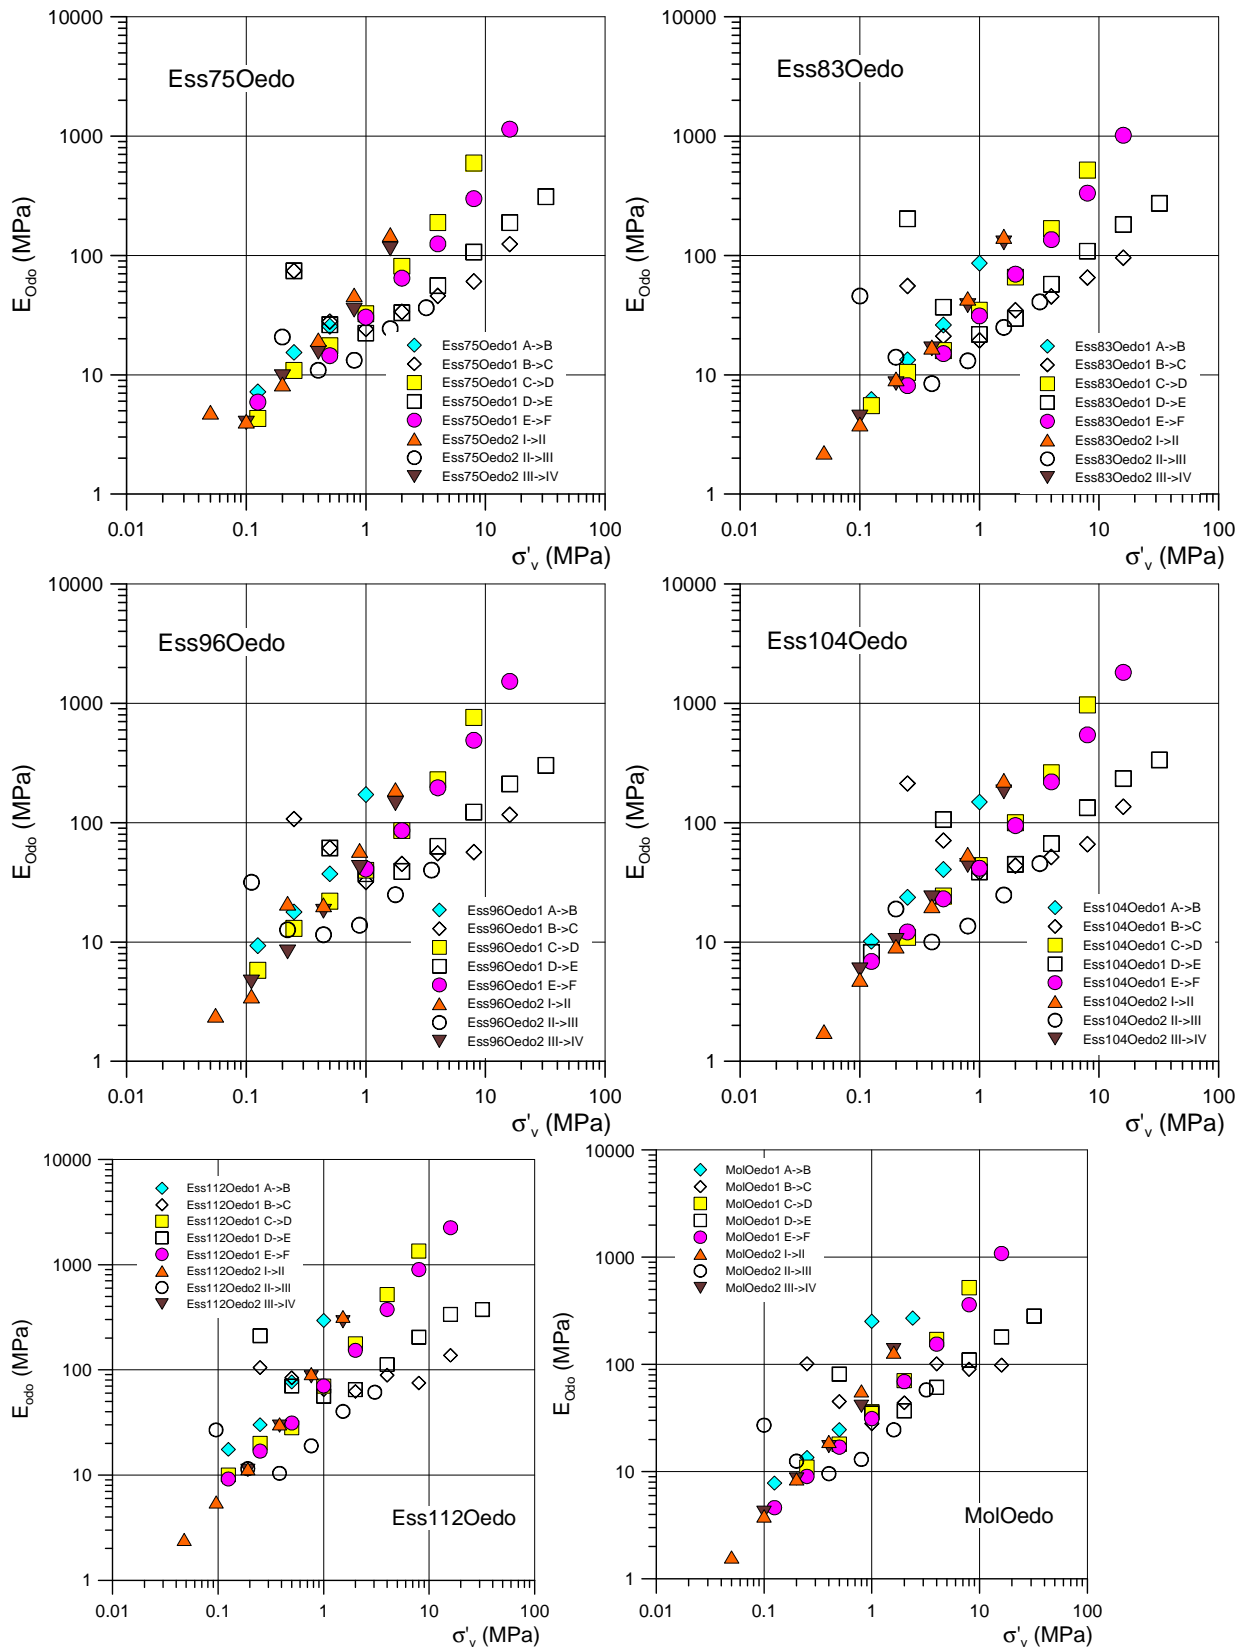 10000
1000
100
10
1
E_Odo (MPa)
Ess75Oedo
Ess75Oedo1 A->B
Ess75Oedo1 B->C
Ess75Oedo1 C->D
Ess75Oedo1 D->E
Ess75Oedo1 E->F
Ess75Oedo2 I->II
Ess75Oedo2 II->III
Ess75Oedo2 III->IV
0.01 0.1 1 10 100
σ'v (MPa)
10000
1000
100
10
1
E_Odo (MPa)
Ess83Oedo
Ess83Oedo1 A->B
Ess83Oedo1 B->C
Ess83Oedo1 C->D
Ess83Oedo1 D->E
Ess83Oedo1 E->F
Ess83Oedo2 I->II
Ess83Oedo2 II->III
Ess83Oedo2 III->IV
0.01 0.1 1 10 100
σ'v (MPa)
10000
1000
100
10
1
E_Odo (MPa)
Ess96Oedo
Ess96Oedo1 A->B
Ess96Oedo1 B->C
Ess96Oedo1 C->D
Ess96Oedo1 D->E
Ess96Oedo1 E->F
Ess96Oedo2 I->II
Ess96Oedo2 II->III
Ess96Oedo2 III->IV
0.01 0.1 1 10 100
σ'v (MPa)
10000
1000
100
10
1
E_Odo (MPa)
Ess104Oedo
Ess104Oedo1 A->B
Ess104Oedo1 B->C
Ess104Oedo1 C->D
Ess104Oedo1 D->E
Ess104Oedo1 E->F
Ess104Oedo2 I->II
Ess104Oedo2 II->III
Ess104Oedo2 III->IV
0.01 0.1 1 10 100
σ'v (MPa)
10000
1000
100
10
1
E_odo (MPa)
Ess112Oedo1 A->B
Ess112Oedo1 B->C
Ess112Oedo1 C->D
Ess112Oedo1 D->E
Ess112Oedo1 E->F
Ess112Oedo2 I->II
Ess112Oedo2 II->III
Ess112Oedo2 III->IV
Ess112Oedo
0.01 0.1 1 10 100
σ'v (MPa)
10000
1000
100
10
1
E_Odo (MPa)
MolOedo1 A->B
MolOedo1 B->C
MolOedo1 C->D
MolOedo1 D->E
MolOedo1 E->F
MolOedo2 I->II
MolOedo2 II->III
MolOedo2 III->IV
MolOedo
0.01 0.1 1 10 100
σ'v (MPa)